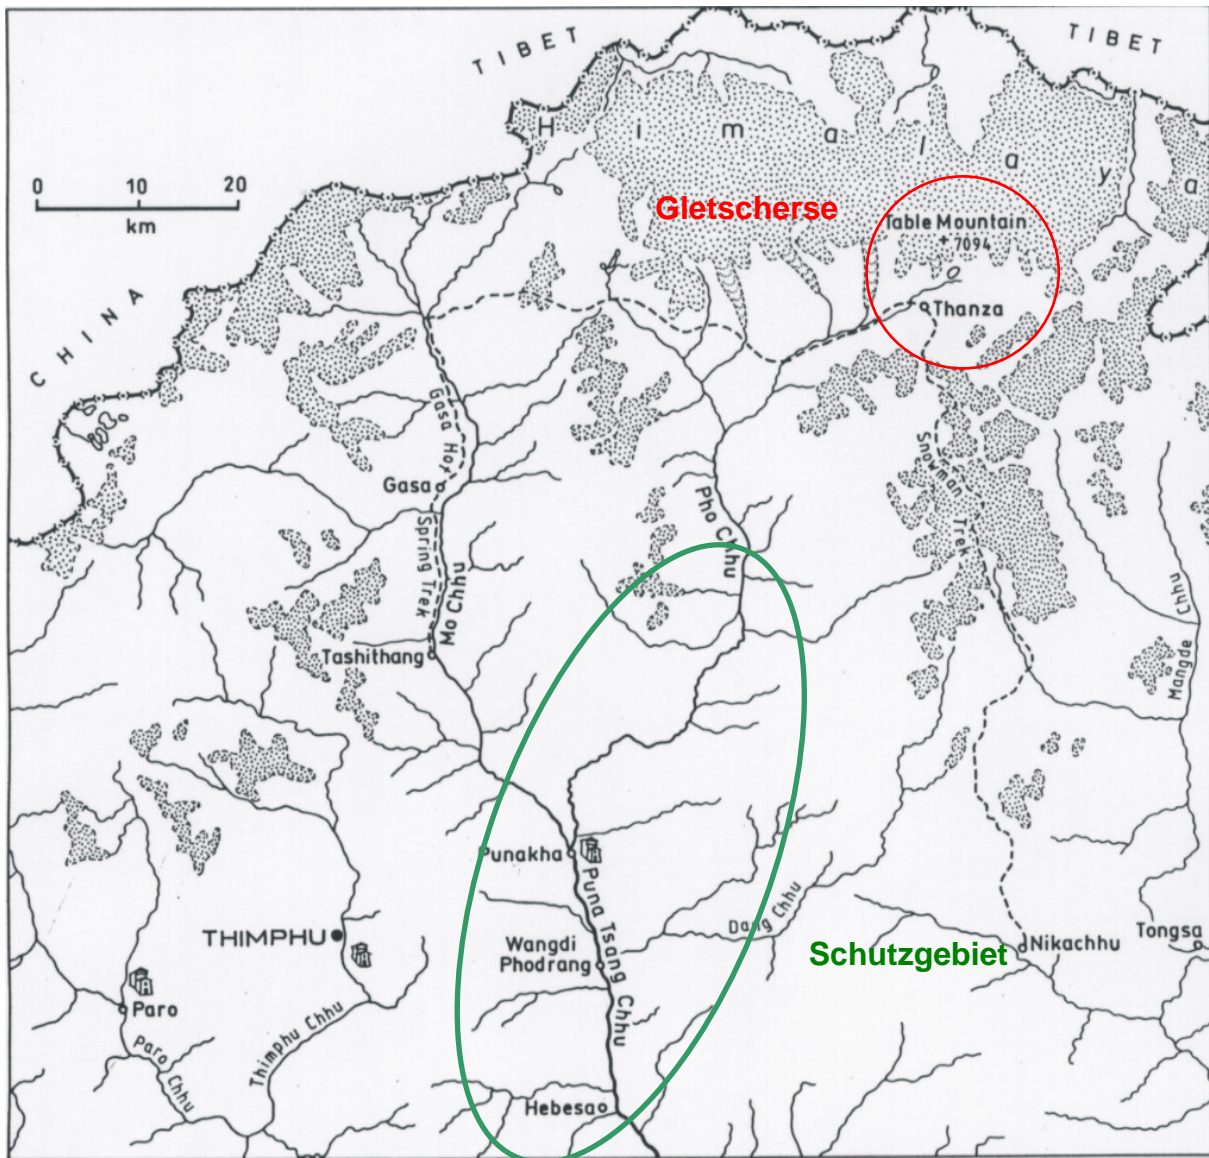 TIBET
TIBET
Himalaya
0 10 20
km
Gletscherse
Table Mountain
+ 7094
Thanza
CHINA
Gasa Hot
Spring Trek
Gasa
Pho Chhu
Snowman Trek
Mo Chhu
Tashithang
Mangde Chhu
Punakha
Puna Tsang Chhu
Dang Chhu
THIMPHU
Wangdi
Phodrang
Schutzgebiet
Nikachhu
Tongsa
Paro
Paro Chhu
Thimphu Chhu
Hebesa